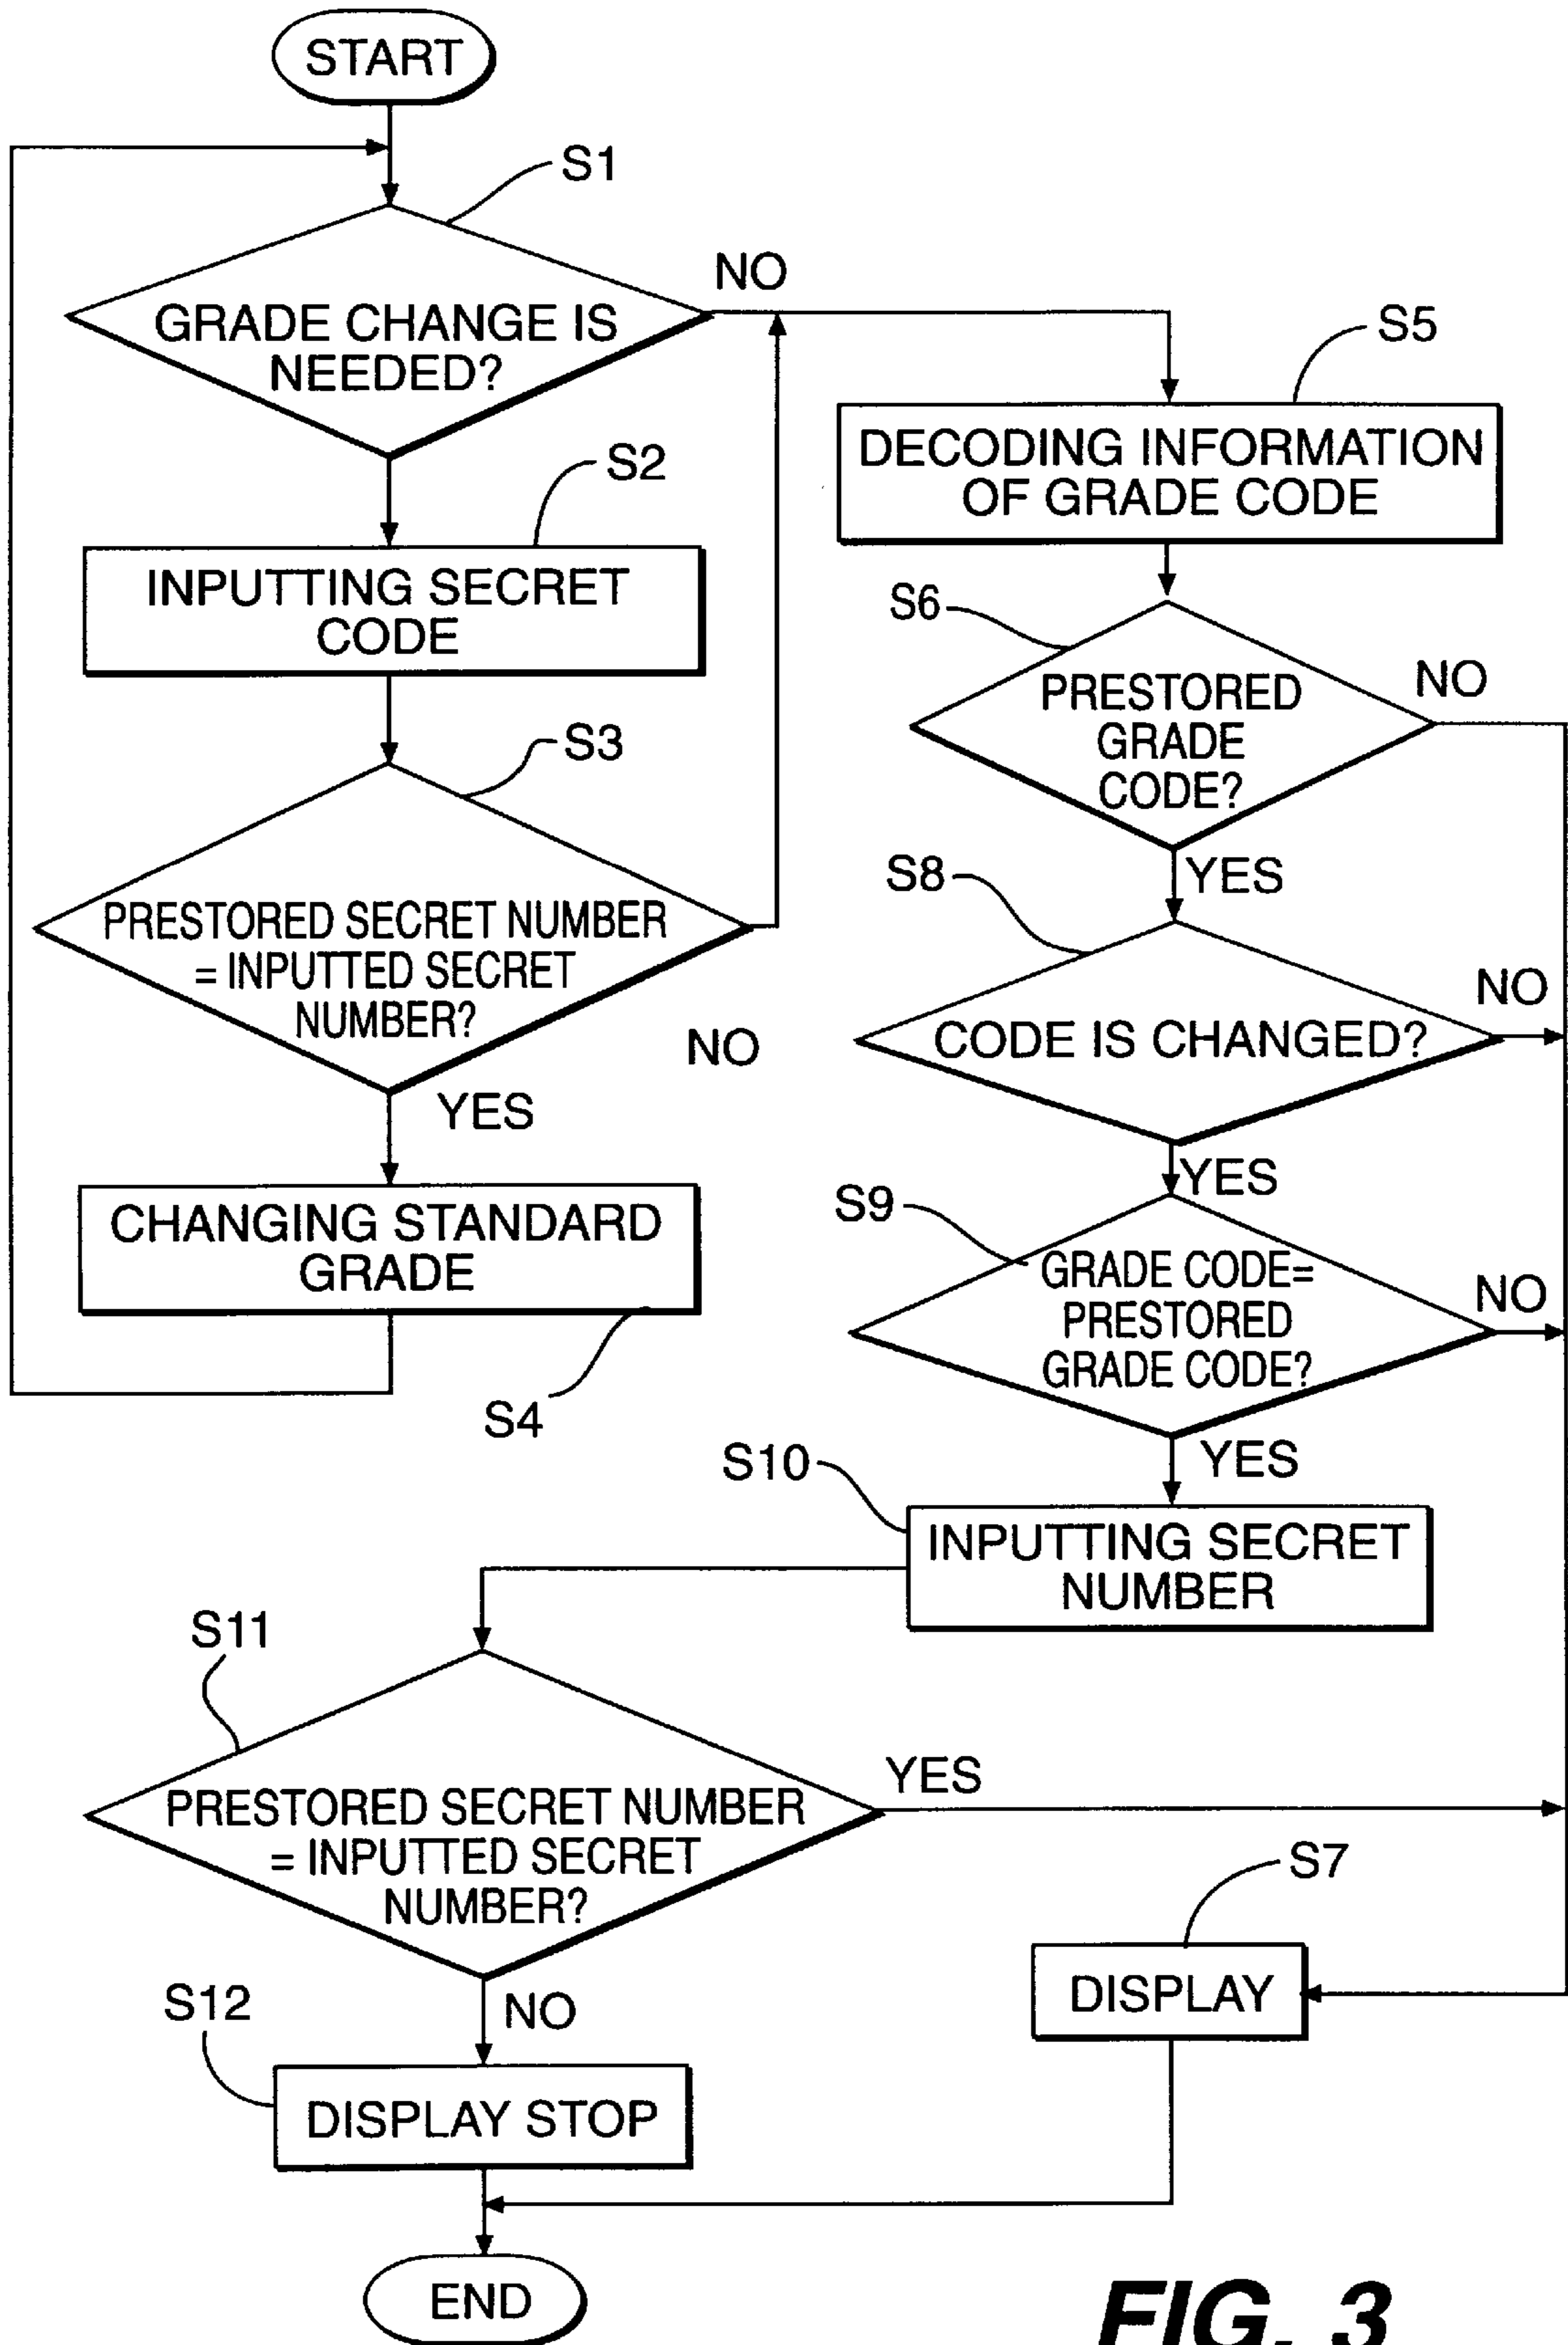 START
S1
GRADE CHANGE IS
NEEDED?
NO
S2
INPUTTING SECRET
CODE
S3
PRESTORED SECRET NUMBER
= INPUTTED SECRET
NUMBER?
NO
YES
CHANGING STANDARD
GRADE
S4
S5
DECODING INFORMATION
OF GRADE CODE
S6
PRESTORED
GRADE
CODE?
NO
YES
S8
CODE IS CHANGED?
NO
YES
S9
GRADE CODE=
PRESTORED
GRADE CODE?
NO
YES
S10
INPUTTING SECRET
NUMBER
S11
PRESTORED SECRET NUMBER
= INPUTTED SECRET
NUMBER?
YES
NO
S7
DISPLAY
S12
DISPLAY STOP
END
FIG. 3